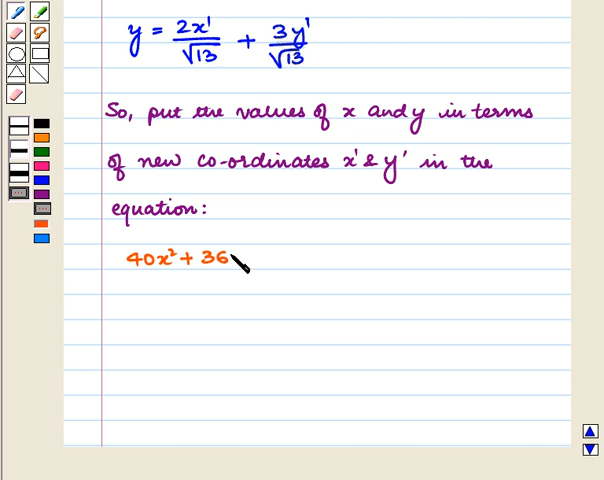 y = 2x'/√13 + 3y'/√13
So, put the values of x and y in terms
of new co-ordinates x' & y' in the
equation:
40x² + 36